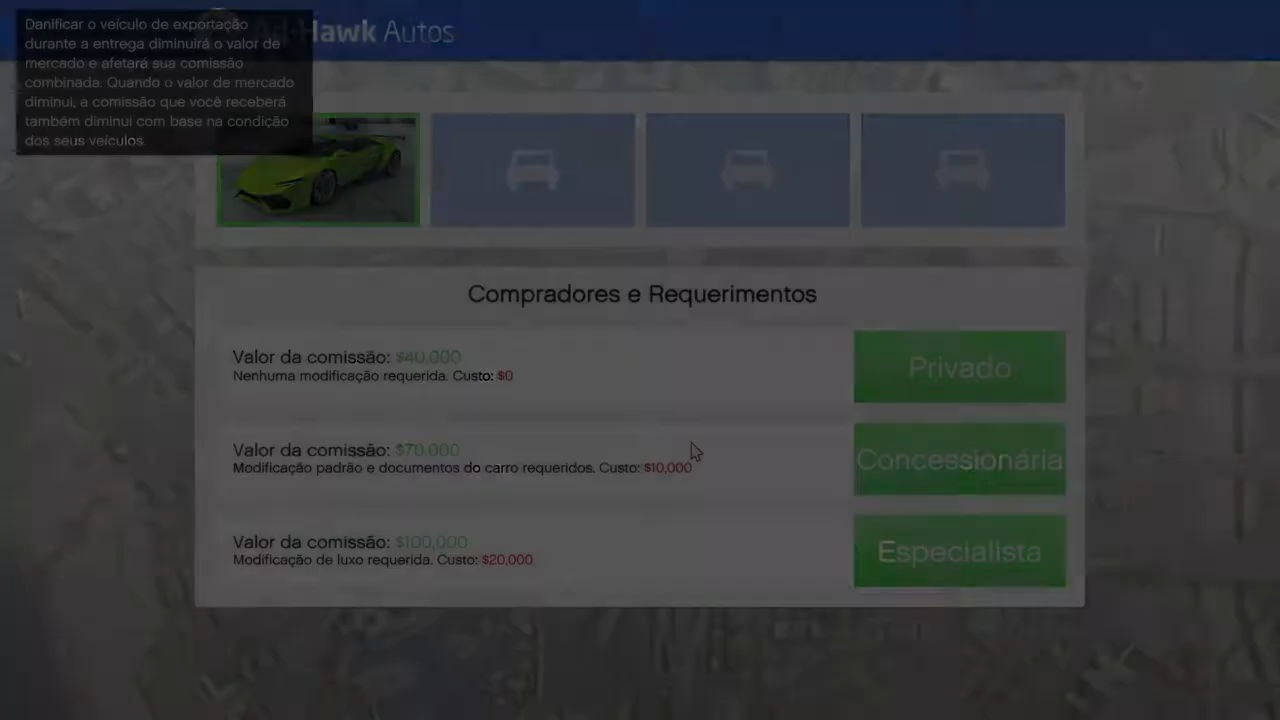 Danificar o veículo de exportação
durante a entrega diminuirá o valor de
mercado e afetará sua comissão
combinada. Quando o valor de mercado
diminui, a comissão que você receberá
também diminui com base na condição
dos seus veículos.
Hawk Autos
Compradores e Requerimentos
Valor da comissão: $40,000
Nenhuma modificação requerida. Custo: $0
Privado
Valor da comissão: $70,000
Modificação padrão e documentos do carro requeridos. Custo: $10,000
Concessionária
Valor da comissão: $100,000
Modificação de luxo requerida. Custo: $20,000
Especialista